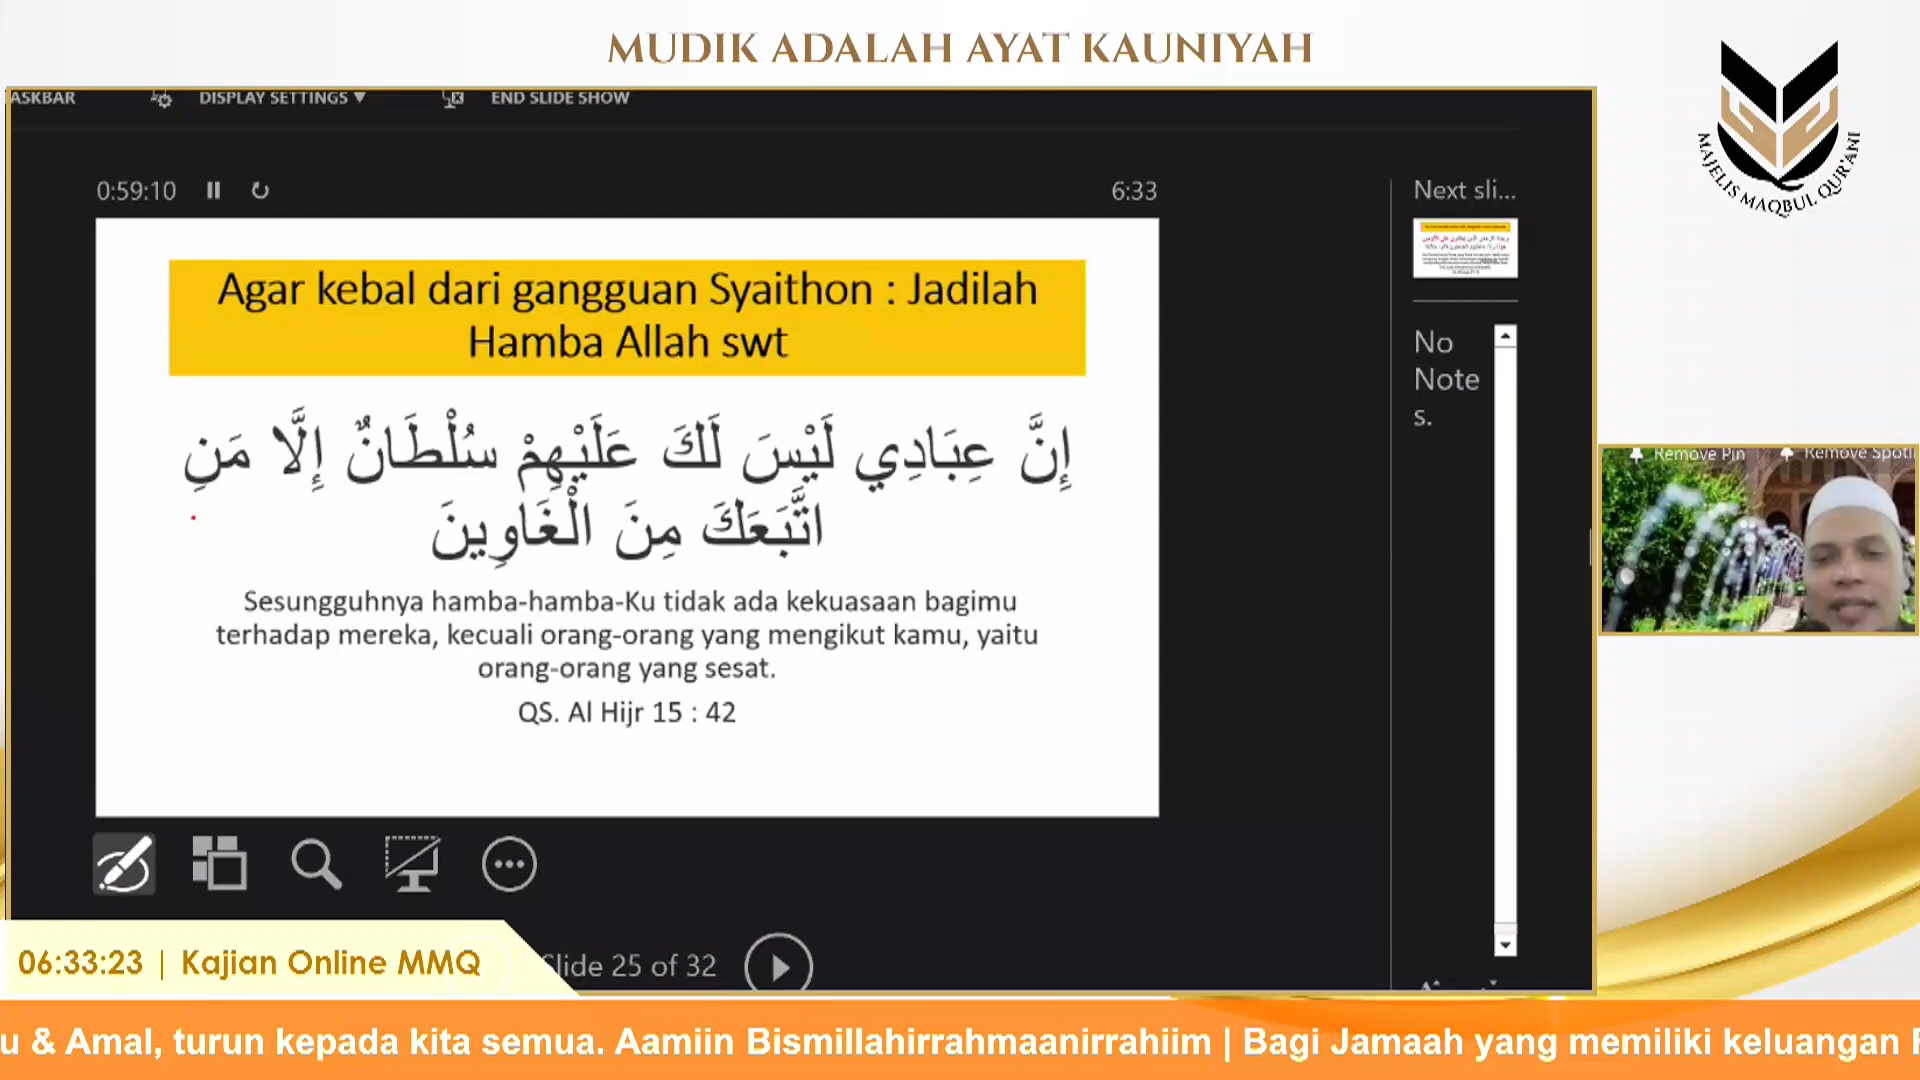 MUDIK ADALAH AYAT KAUNIYAH
MAJELIS MAQBUL QUR'ANI
ASKBAR DISPLAY SETTINGS ▼ END SLIDE SHOW
0:59:10 6:33
Next sli...
Agar kebal dari gangguan Syaithon : Jadilah
Hamba Allah swt
إِنَّ عِبَادِي لَيْسَ لَكَ عَلَيْهِمْ سُلْطَانٌ إِلَّا مَنِ
اتَّبَعَكَ مِنَ الْغَاوِينَ
Sesungguhnya hamba-hamba-Ku tidak ada kekuasaan bagimu
terhadap mereka, kecuali orang-orang yang mengikut kamu, yaitu
orang-orang yang sesat.
QS. Al Hijr 15 : 42
No
Note
s.
Remove Pin Remove Spotl
06:33:23 | Kajian Online MMQ
Slide 25 of 32
u & Amal, turun kepada kita semua. Aamiin Bismillahirrahmaanirrahiim | Bagi Jamaah yang memiliki keluangan